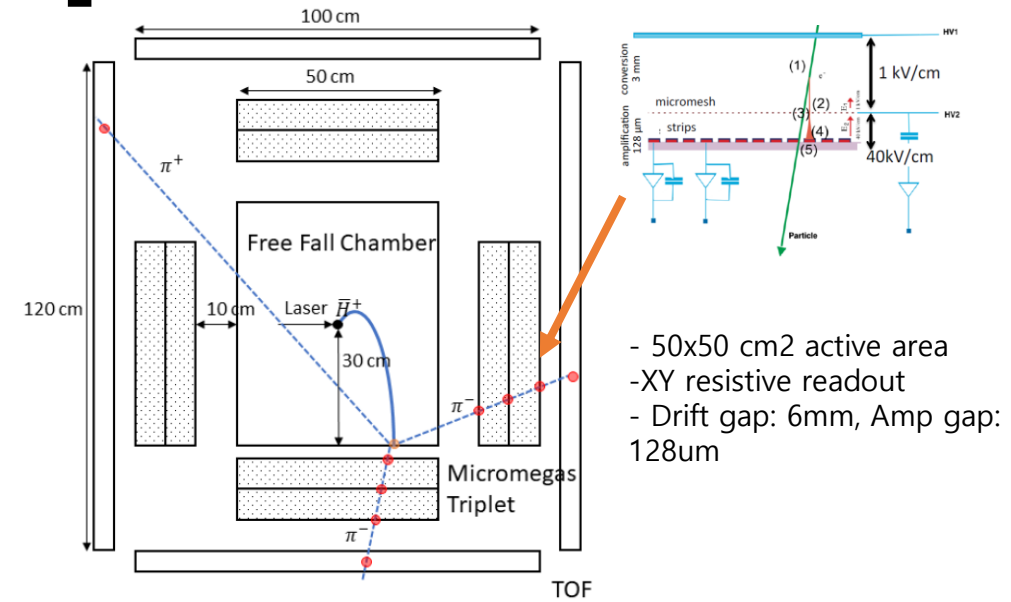 100 cm
50 cm
π⁺
Free Fall Chamber
120 cm
10 cm
Laser H̅⁺
30 cm
π⁻
Micromegas
Triplet
π⁻
TOF
HV1
conversion
3 mm
(1)
e⁻
1 kV/cm
micromesh
(2)
(3)
HV2
strips
(4)
amplification
128 µm
(5)
40kV/cm
Particle
- 50x50 cm2 active area
-XY resistive readout
- Drift gap: 6mm, Amp gap:
128um